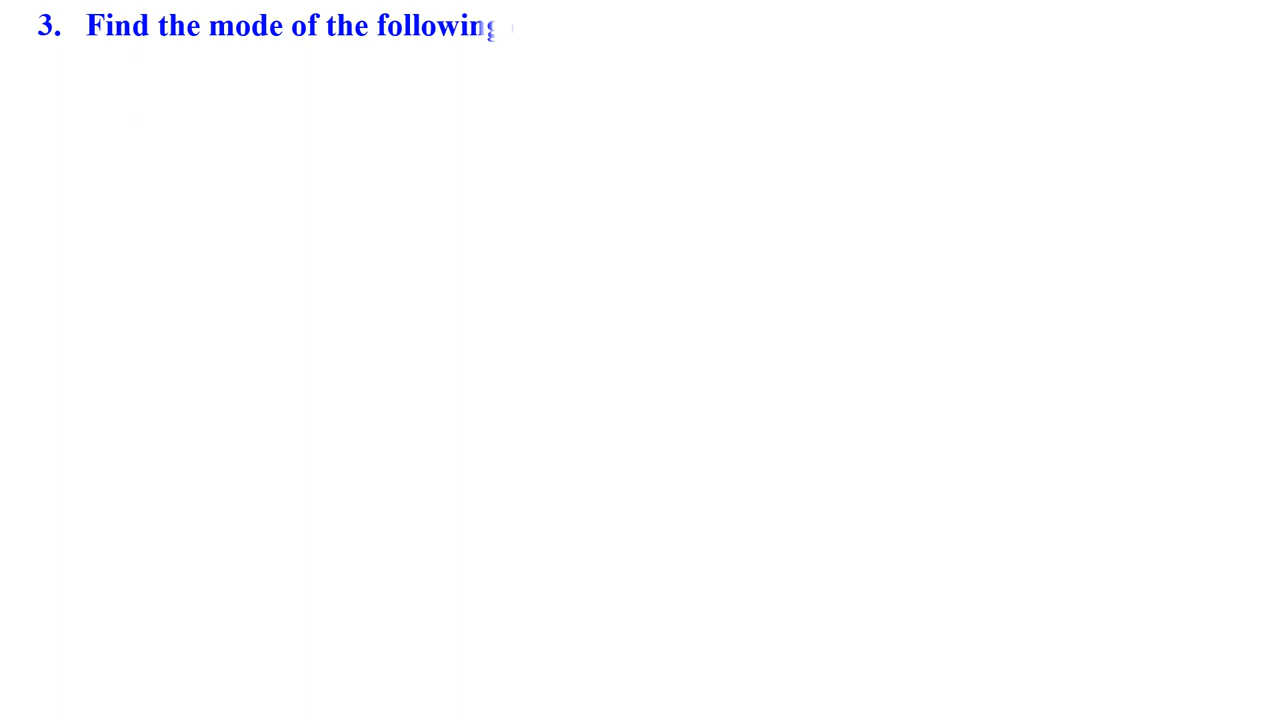 3. Find the mode of the following